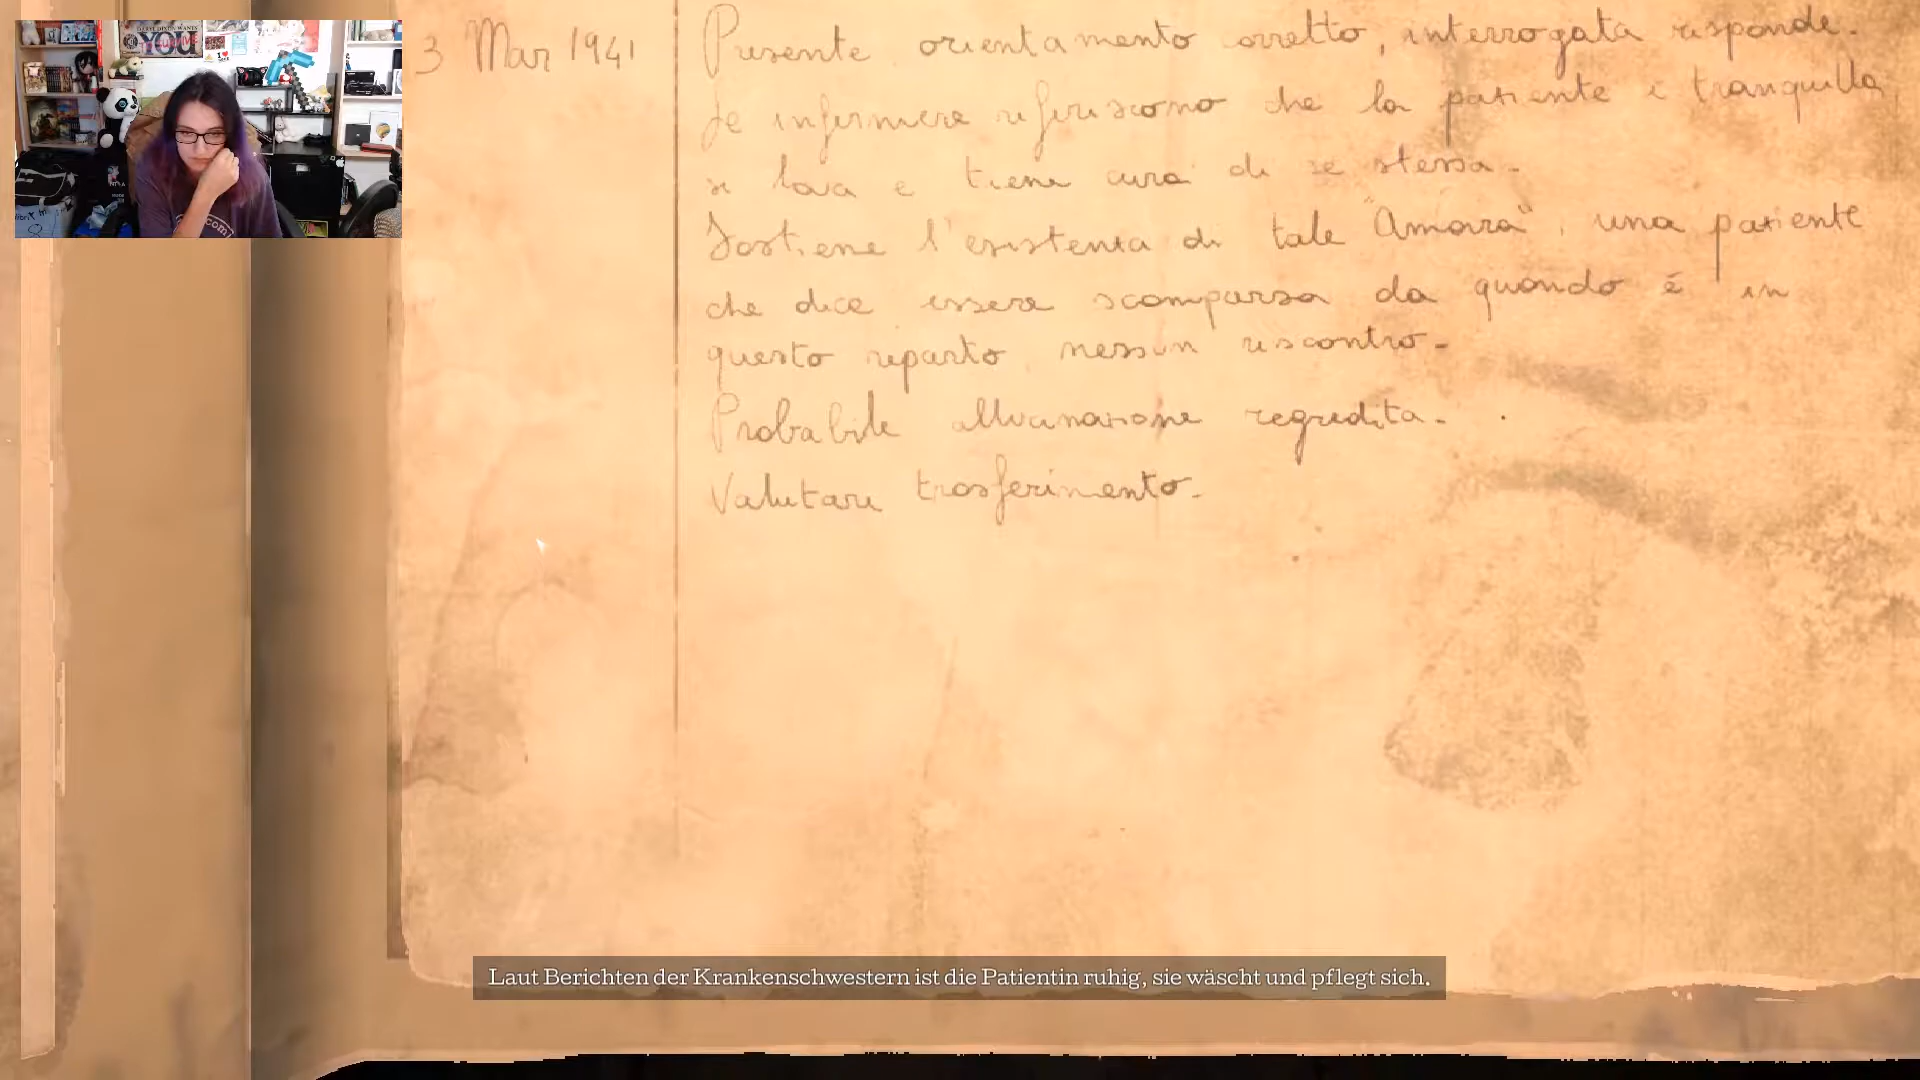 YOU
3 Mar 1941
Presente orientamento corretto, interrogata risponde.
Le infermiere riferiscono che la paziente è tranquilla
si lava e tiene cura di se stessa.
Sostiene l'esistenza di tale "Amara", una paziente
che dice essere scomparsa da quando é in
questo reparto, nessun riscontro.
Probabile allucinazione regredita.
Valutare trasferimento.
Laut Berichten der Krankenschwestern ist die Patientin ruhig, sie wäscht und pflegt sich.